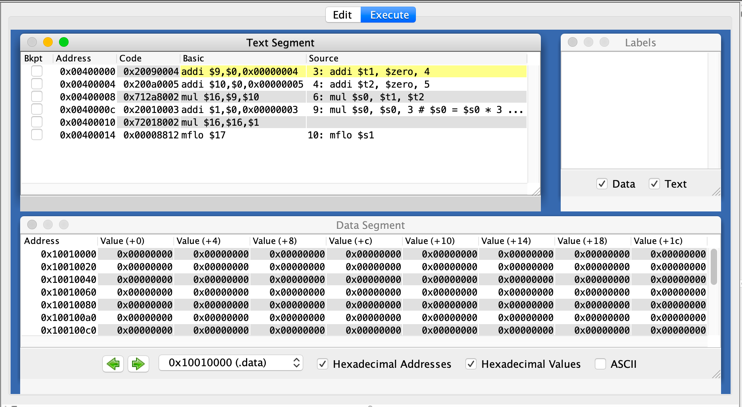 Edit Execute
Text Segment
Bkpt Address Code Basic Source
0x00400000 0x20090004 addi $9,$0,0x00000004 3: addi $t1, $zero, 4
0x00400004 0x200a0005 addi $10,$0,0x00000005 4: addi $t2, $zero, 5
0x00400008 0x712a8002 mul $16,$9,$10 6: mul $s0, $t1, $t2
0x0040000c 0x20010003 addi $1,$0,0x00000003 9: mul $s0, $s0, 3 # $s0 = $s0 * 3 ...
0x00400010 0x72018002 mul $16,$16,$1
0x00400014 0x00008812 mflo $17 10: mflo $s1
Labels
Data Text
Data Segment
Address Value (+0) Value (+4) Value (+8) Value (+c) Value (+10) Value (+14) Value (+18) Value (+1c)
0x10010000 0x00000000 0x00000000 0x00000000 0x00000000 0x00000000 0x00000000 0x00000000 0x00000000
0x10010020 0x00000000 0x00000000 0x00000000 0x00000000 0x00000000 0x00000000 0x00000000 0x00000000
0x10010040 0x00000000 0x00000000 0x00000000 0x00000000 0x00000000 0x00000000 0x00000000 0x00000000
0x10010060 0x00000000 0x00000000 0x00000000 0x00000000 0x00000000 0x00000000 0x00000000 0x00000000
0x10010080 0x00000000 0x00000000 0x00000000 0x00000000 0x00000000 0x00000000 0x00000000 0x00000000
0x100100a0 0x00000000 0x00000000 0x00000000 0x00000000 0x00000000 0x00000000 0x00000000 0x00000000
0x100100c0 0x00000000 0x00000000 0x00000000 0x00000000 0x00000000 0x00000000 0x00000000 0x00000000
0x10010000 (.data) Hexadecimal Addresses Hexadecimal Values ASCII